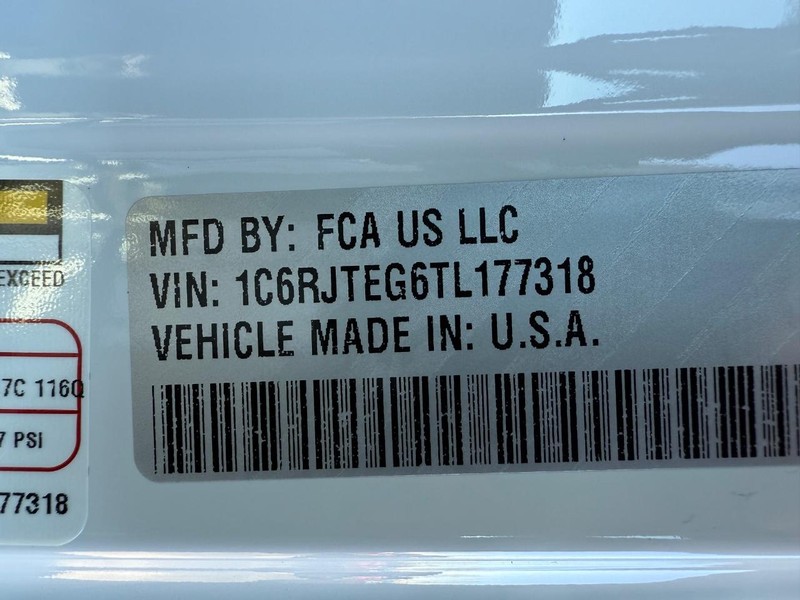 MFD BY: FCA US LLC
VIN: 1C6RJTEG6TL177318
VEHICLE MADE IN: U.S.A.
EXCEED
7C 116Q
7 PSI
77318